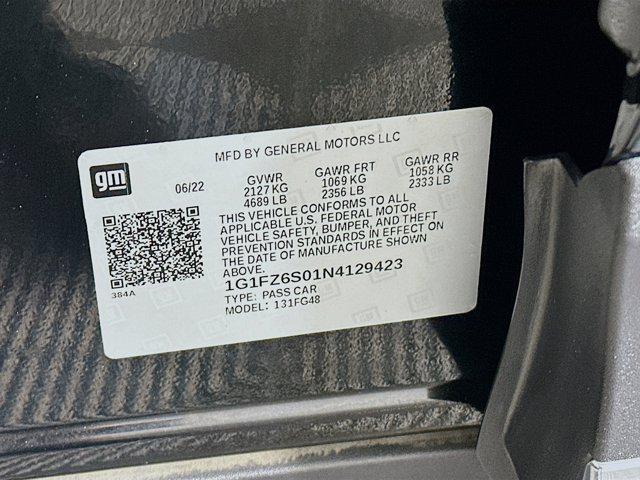 MFD BY GENERAL MOTORS LLC
gm
06/22
GVWR
2127 KG
4689 LB
GAWR FRT
1069 KG
2356 LB
GAWR RR
1058 KG
2333 LB
THIS VEHICLE CONFORMS TO ALL
APPLICABLE U.S. FEDERAL MOTOR
VEHICLE SAFETY, BUMPER, AND THEFT
PREVENTION STANDARDS IN EFFECT ON
THE DATE OF MANUFACTURE SHOWN
ABOVE.
384A
1G1FZ6S01N4129423
TYPE: PASS CAR
MODEL: 131FG48